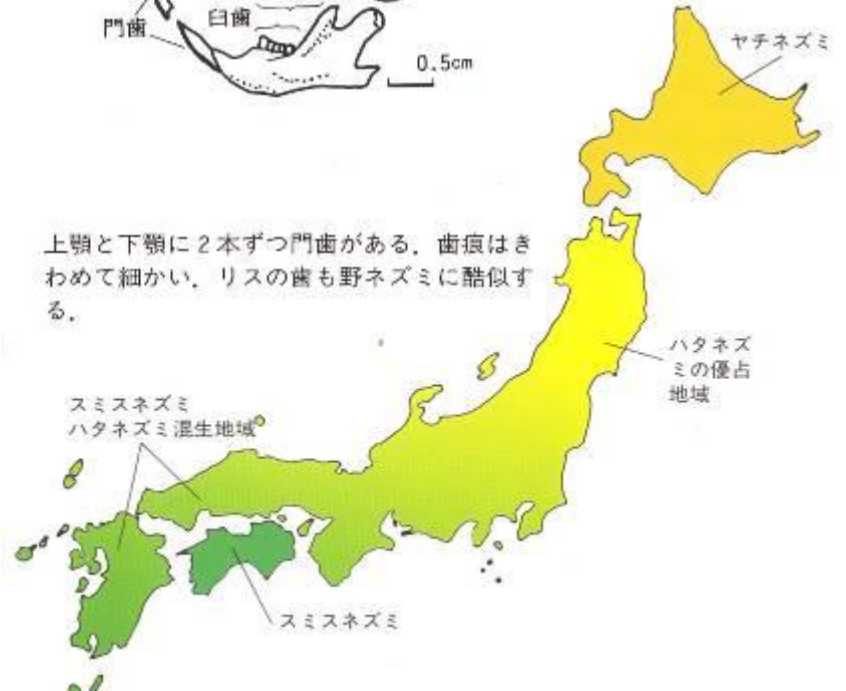 門歯
臼歯
0.5cm
ヤチネズミ
上顎と下顎に2本ずつ門歯がある．歯痕はき
わめて細かい．リスの歯も野ネズミに酷似す
る．
ハタネズ
ミの優占
地域
スミスネズミ
ハタネズミ混生地域
スミスネズミ